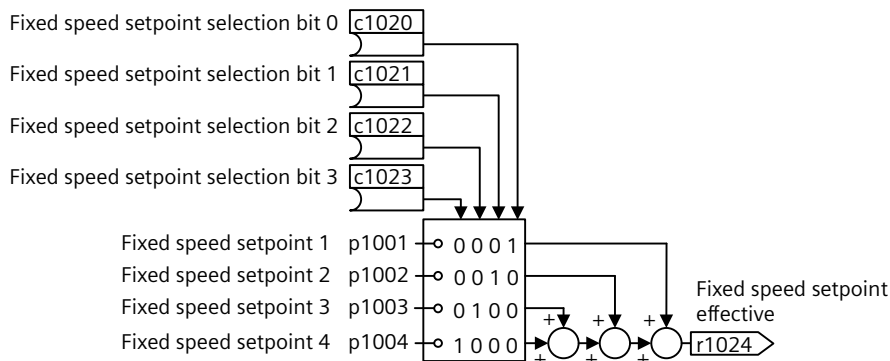 Fixed speed setpoint selection bit 0 c1020
Fixed speed setpoint selection bit 1 c1021
Fixed speed setpoint selection bit 2 c1022
Fixed speed setpoint selection bit 3 c1023
Fixed speed setpoint 1 p1001 0 0 0 1
Fixed speed setpoint 2 p1002 0 0 1 0
Fixed speed setpoint 3 p1003 0 1 0 0
Fixed speed setpoint 4 p1004 1 0 0 0
+ + +
+ + +
Fixed speed setpoint
effective
r1024